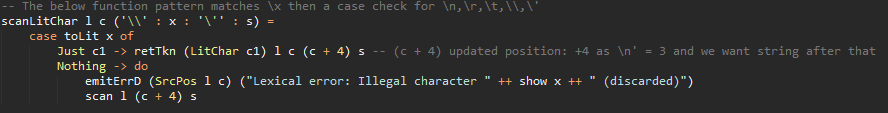 -- The below function pattern matches \x then a case check for \n,\r,\t,\\,\'
scanLitChar l c ('\\' : x : '\'' : s) =
    case toLit x of
        Just c1 -> retTkn (LitChar c1) l c (c + 4) s -- (c + 4) updated position: +4 as \n' = 3 and we want string after that
        Nothing -> do
            emitErrD (SrcPos l c) ("Lexical error: Illegal character " ++ show x ++ " (discarded)")
            scan l (c + 4) s